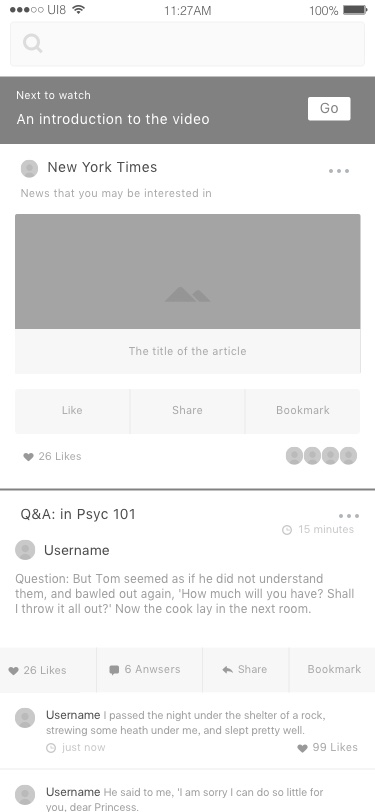 UI8 11:27AM 100%
Next to watch
An introduction to the video
Go
New York Times
News that you may be interested in
The title of the article
Like Share Bookmark
26 Likes
Q&A: in Psyc 101
15 minutes
Username
Question: But Tom seemed as if he did not understand
them, and bawled out again, 'How much will you have? Shall
I throw it all out?' Now the cook lay in the next room.
26 Likes 6 Anwsers Share Bookmark
Username I passed the night under the shelter of a rock,
strewing some heath under me, and slept pretty well.
just now 99 Likes
Username He said to me, 'I am sorry I can do so little for
you, dear Princess.